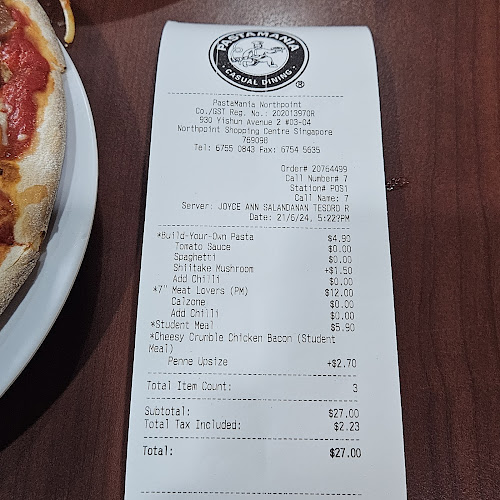 PASTAMANIA
CASUAL DINING
®
PastaMania Northpoint
Co./GST Reg. No.: 202013970R
930 Yishun Avenue 2 #03-04
Northpoint Shopping Centre Singapore
769098
Tel: 6755 0843 Fax: 6754 5635
Order# 20764499
Call Number# 7
Station# POS1
Call Name: 7
Server: JOYCE ANN SALANDANAN TESORO R
Date: 21/6/24, 5:22?PM
*Build-Your-Own Pasta $4.90
Tomato Sauce $0.00
Spaghetti $0.00
Shiitake Mushroom +$1.50
Add Chilli $0.00
*7" Meat Lovers (PM) $12.00
Calzone $0.00
Add Chilli $0.00
*Student Meal $5.90
*Cheesy Crumble Chicken Bacon (Student
Meal)
Penne Upsize +$2.70
Total Item Count: 3
Subtotal: $27.00
Total Tax Included: $2.23
Total: $27.00